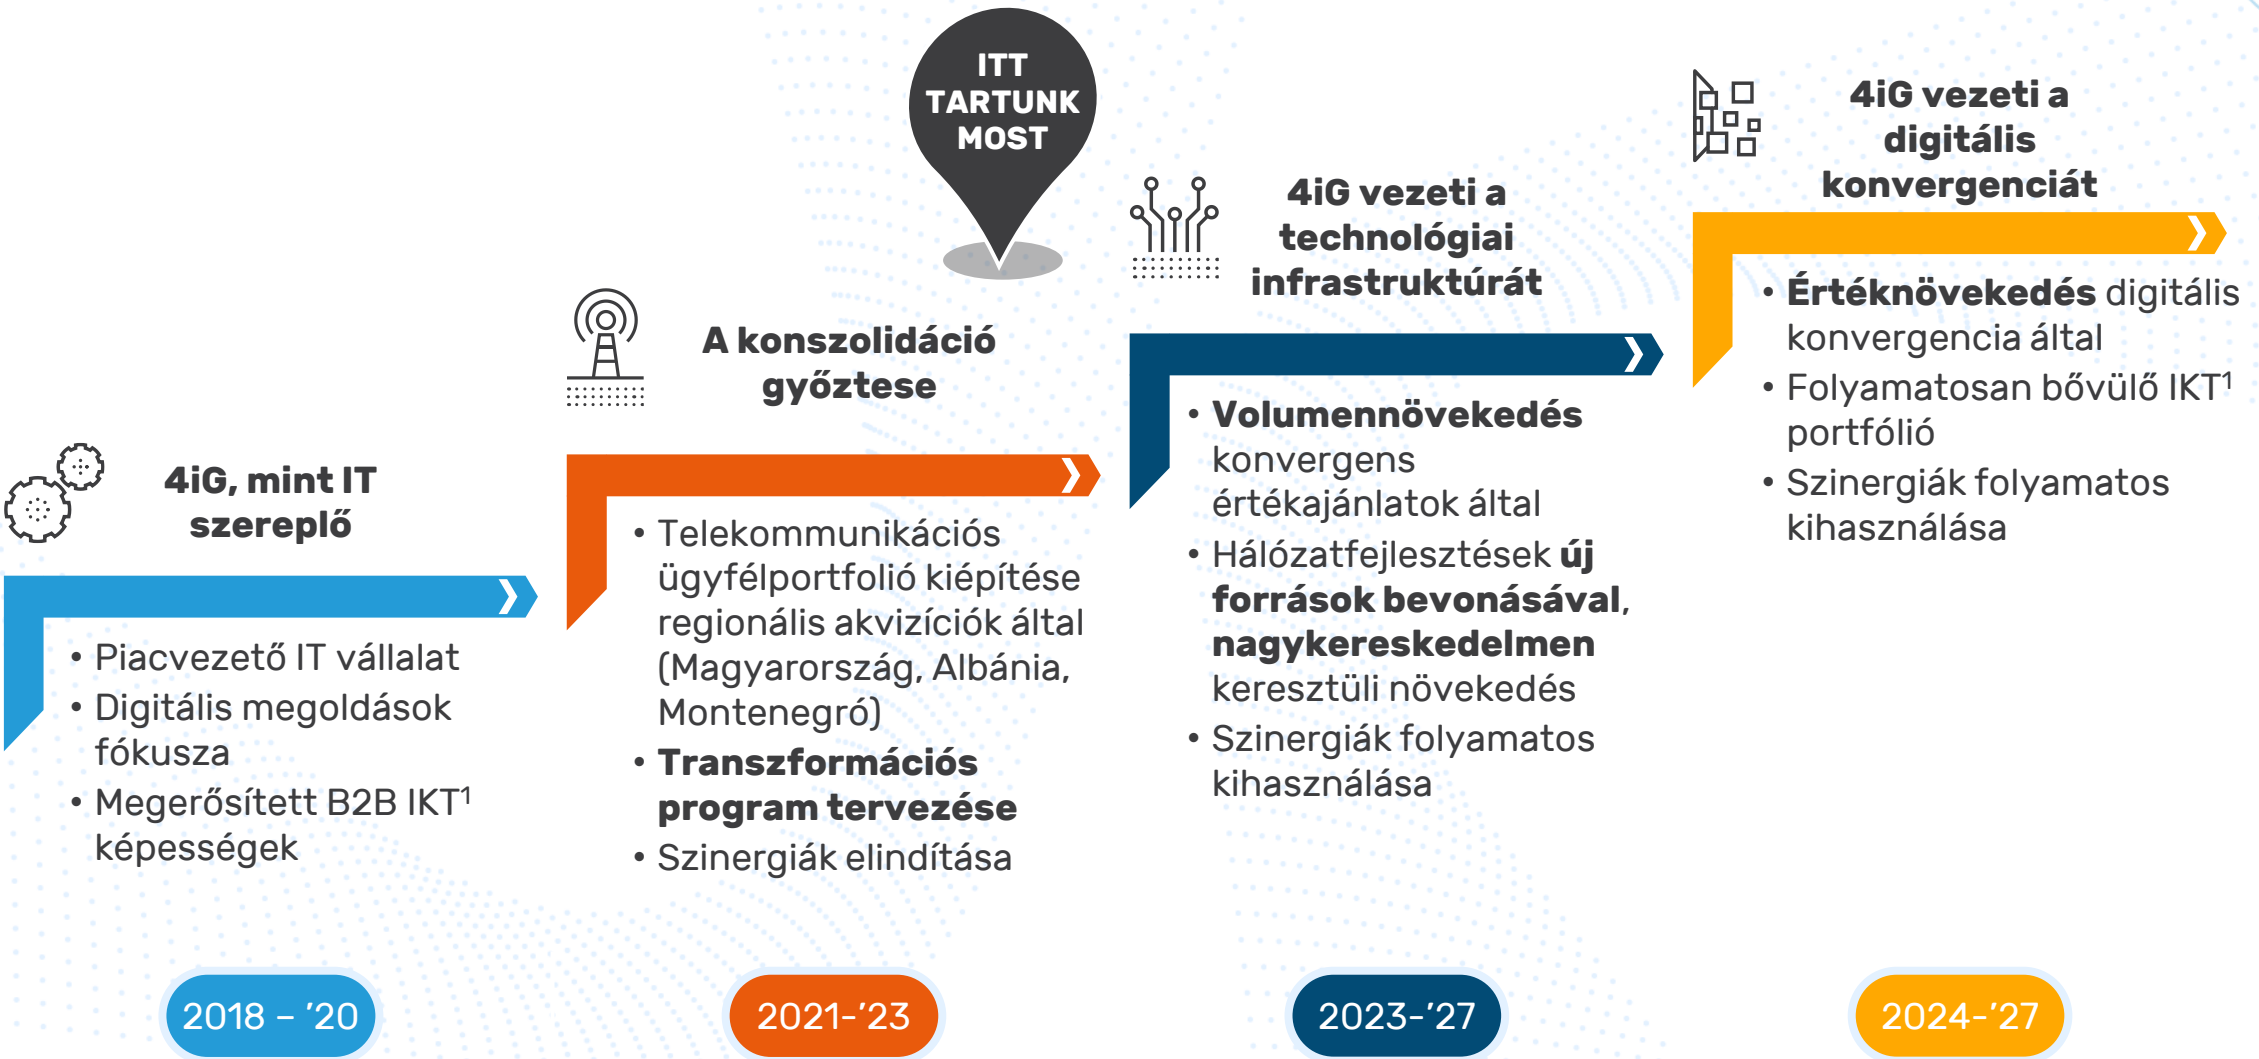 ITT
TARTUNK
MOST
4iG, mint IT
szereplő
• Piacvezető IT vállalat
• Digitális megoldások
fókusza
• Megerősített B2B IKT¹
képességek
2018 – ’20
A konszolidáció
győztese
• Telekommunikációs
ügyfélportfolió kiépítése
regionális akvizíciók által
(Magyarország, Albánia,
Montenegró)
• Transzformációs
program tervezése
• Szinergiák elindítása
2021-’23
4iG vezeti a
technológiai
infrastruktúrát
• Volumennövekedés
konvergens
értékajánlatok által
• Hálózatfejlesztések új
források bevonásával,
nagykereskedelmen
keresztüli növekedés
• Szinergiák folyamatos
kihasználása
2023-’27
4iG vezeti a
digitális
konvergenciát
• Értéknövekedés digitális
konvergencia által
• Folyamatosan bővülő IKT¹
portfólió
• Szinergiák folyamatos
kihasználása
2024-’27